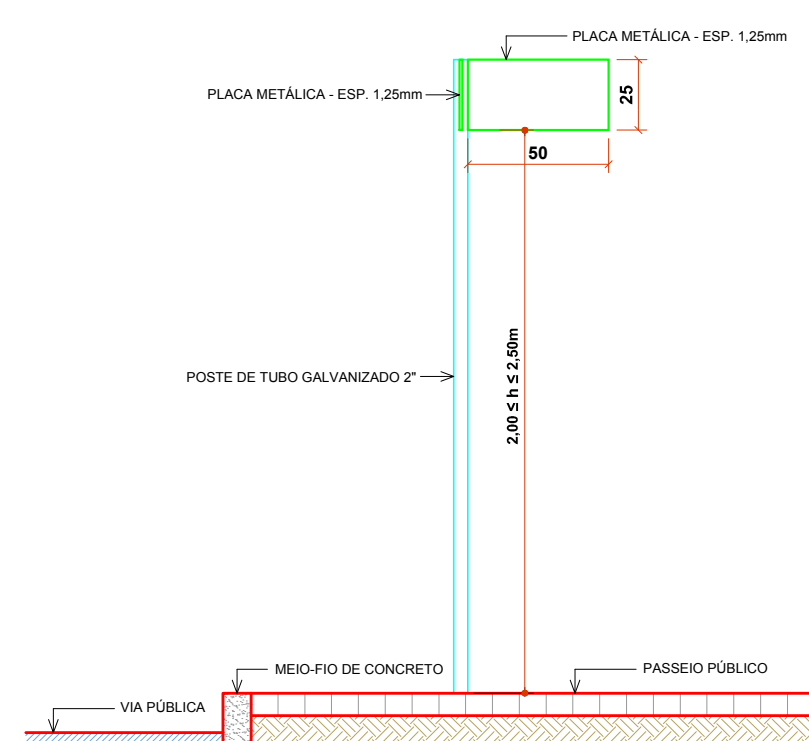 PLACA METÁLICA - ESP. 1,25mm
PLACA METÁLICA - ESP. 1,25mm
25
50
2,00 ≤ h ≤ 2,50m
POSTE DE TUBO GALVANIZADO 2"
MEIO-FIO DE CONCRETO
PASSEIO PÚBLICO
VIA PÚBLICA